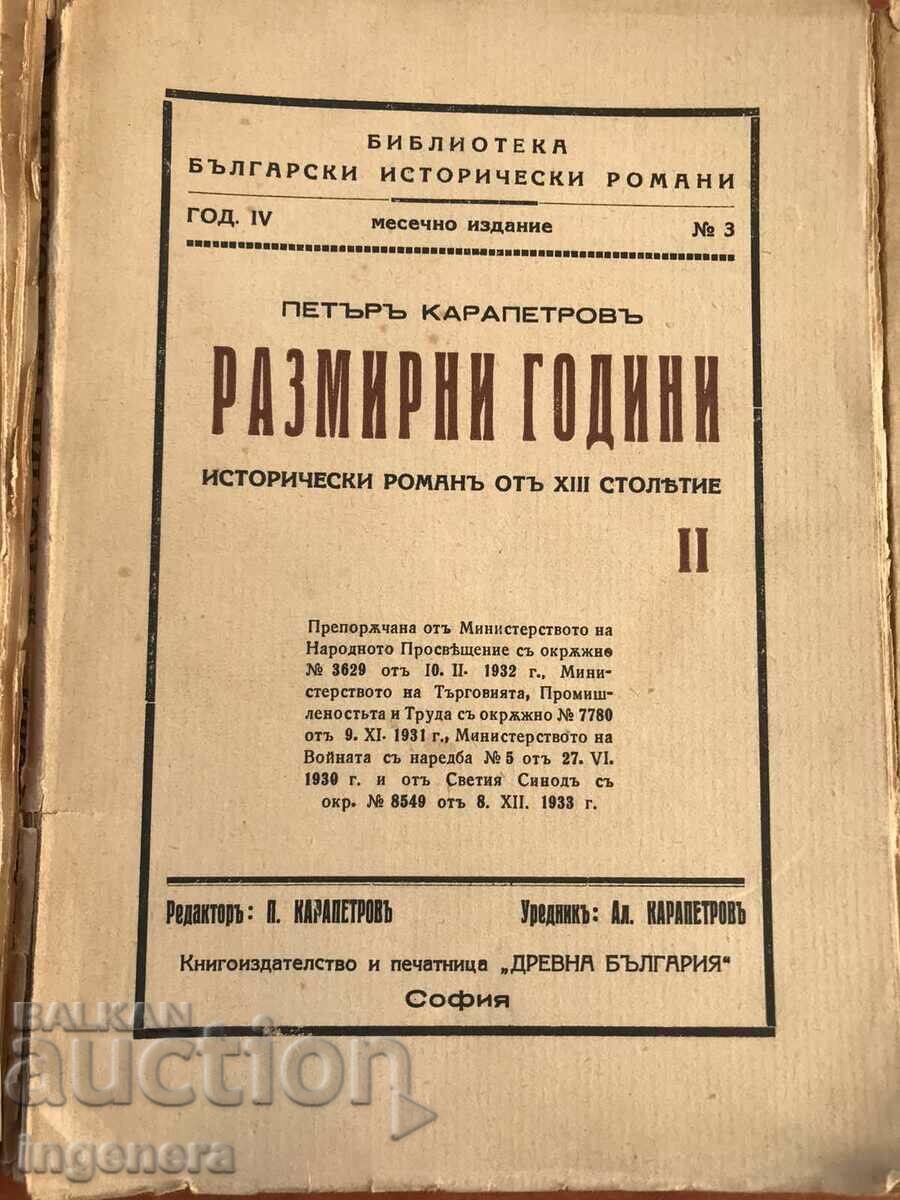 БИБЛИОТЕКА
БЪЛГАРСКИ ИСТОРИЧЕСКИ РОМАНИ
ГОД. IV месечно издание № 3
ПЕТЪРЪ КАРАПЕТРОВЪ
РАЗМИРНИ ГОДИНИ
ИСТОРИЧЕСКИ РОМАНЪ ОТЪ XIII СТОЛѢТИЕ
II
Препорѫчана отъ Министерството на
Народното Просвѣщение съ окрѫжно
№ 3629 отъ 10. II. 1932 г., Мини-
стерството на Търговията, Промиш-
леностьта и Труда съ окрѫжно № 7780
отъ 9. XI. 1931 г., Министерството на
Войната съ наредба № 5 отъ 27. VI.
1930 г. и отъ Светия Синодъ съ
окр. № 8549 отъ 8. XII. 1933 г.
Редакторъ: П. КАРАПЕТРОВЪ Уредникъ: Ал. КАРАПЕТРОВЪ
Книгоиздателство и печатница „ДРЕВНА БЪЛГАРИЯ"
София
BALKAN
auction
ingenera